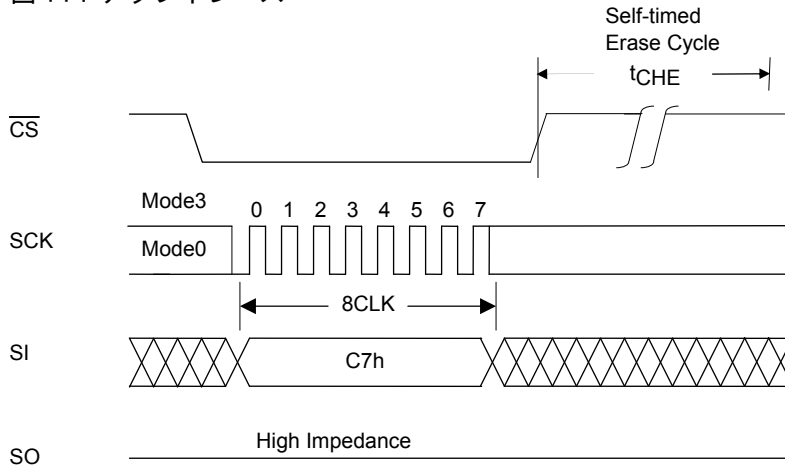 Self-timed
Erase Cycle
tCHE
CS
Mode3
0 1 2 3 4 5 6 7
SCK
Mode0
8CLK
SI
C7h
High Impedance
SO